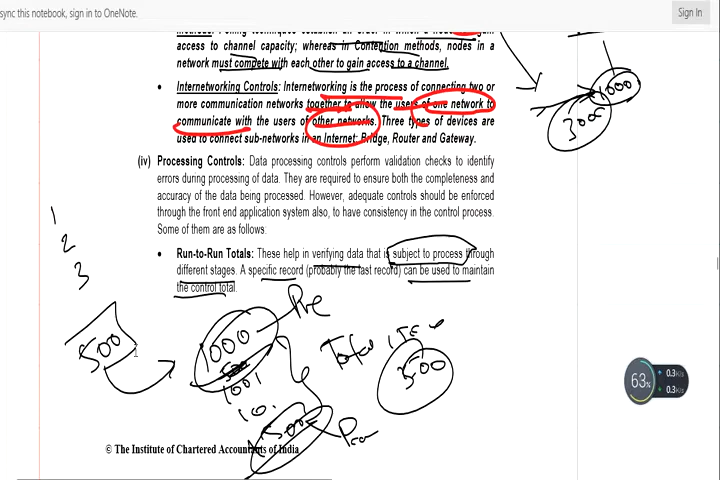 sync this notebook, sign in to OneNote.
Sign In
access to channel capacity; whereas in Contention methods, nodes in a
network must compete with each other to gain access to a channel.
• Internetworking Controls: Internetworking is the process of connecting two or
more communication networks together to allow the users of one network to
communicate with the users of other networks. Three types of devices are
used to connect sub-networks in an Internet: Bridge, Router and Gateway.
1000
300
(iv) Processing Controls: Data processing controls perform validation checks to identify
errors during processing of data. They are required to ensure both the completeness and
accuracy of the data being processed. However, adequate controls should be enforced
through the front end application system also, to have consistency in the control process.
Some of them are as follows.
1
2
3
• Run-to-Run Totals: These help in verifying data that is subject to process through
different stages. A specific record (probably the last record) can be used to maintain
the control total.
500
1000
Pre
Total
500
1001
10.
1500
63%
0.3K/s
0.3K/s
© The Institute of Chartered Accountants of India